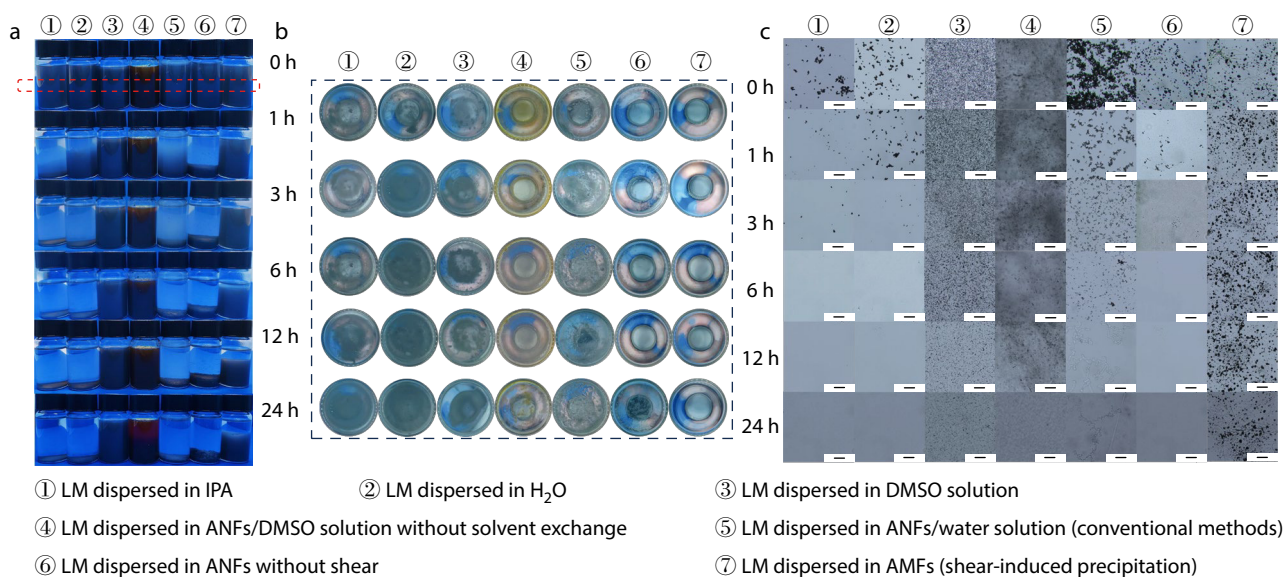 ① ② ③ ④ ⑤ ⑥ ⑦
a
b
c
① ② ③ ④ ⑤ ⑥ ⑦
① ② ③ ④ ⑤ ⑥ ⑦
0 h
1 h
3 h
6 h
12 h
24 h
0 h
1 h
3 h
6 h
12 h
24 h
① LM dispersed in IPA
② LM dispersed in H₂O
③ LM dispersed in DMSO solution
④ LM dispersed in ANFs/DMSO solution without solvent exchange
⑤ LM dispersed in ANFs/water solution (conventional methods)
⑥ LM dispersed in ANFs without shear
⑦ LM dispersed in AMFs (shear-induced precipitation)